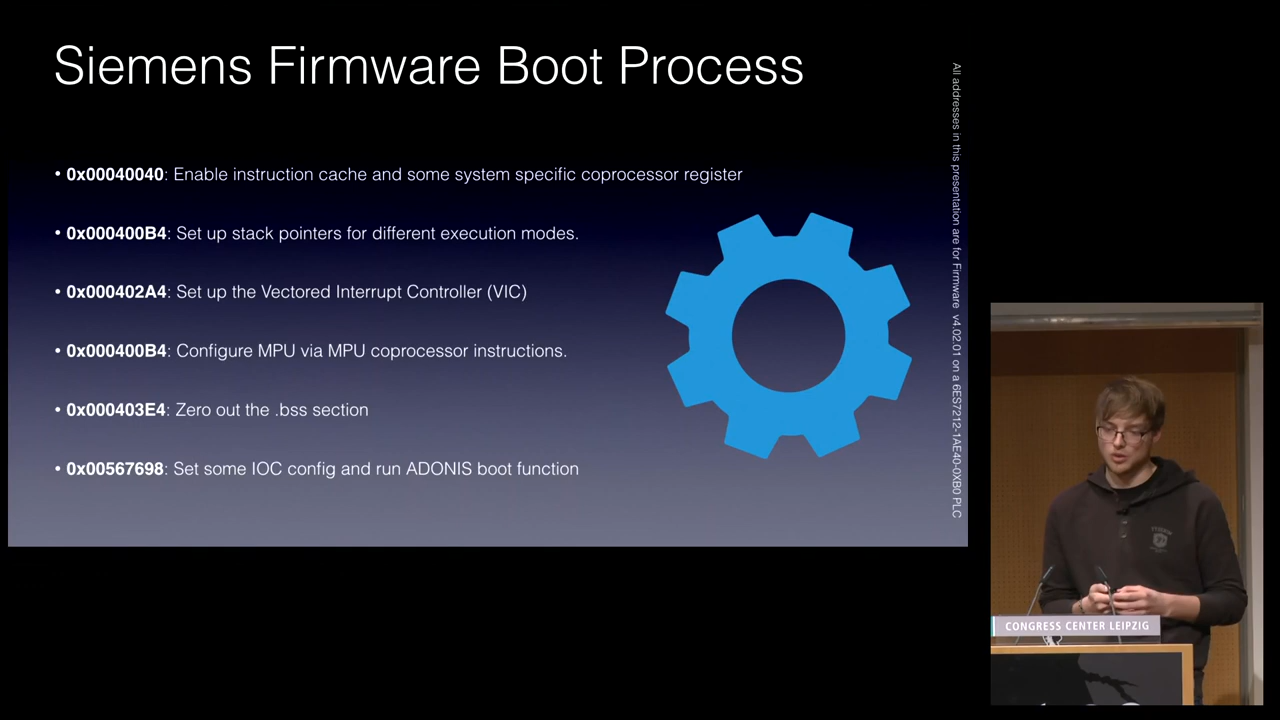 Siemens Firmware Boot Process
• 0x00040040: Enable instruction cache and some system specific coprocessor register
• 0x000400B4: Set up stack pointers for different execution modes.
• 0x000402A4: Set up the Vectored Interrupt Controller (VIC)
• 0x000400B4: Configure MPU via MPU coprocessor instructions.
• 0x000403E4: Zero out the .bss section
• 0x00567698: Set some IOC config and run ADONIS boot function
All addresses in this presentation are for Firmware v4.02.01 on a 6ES7212-1AE40-0XB0 PLC
CONGRESS CENTER LEIPZIG